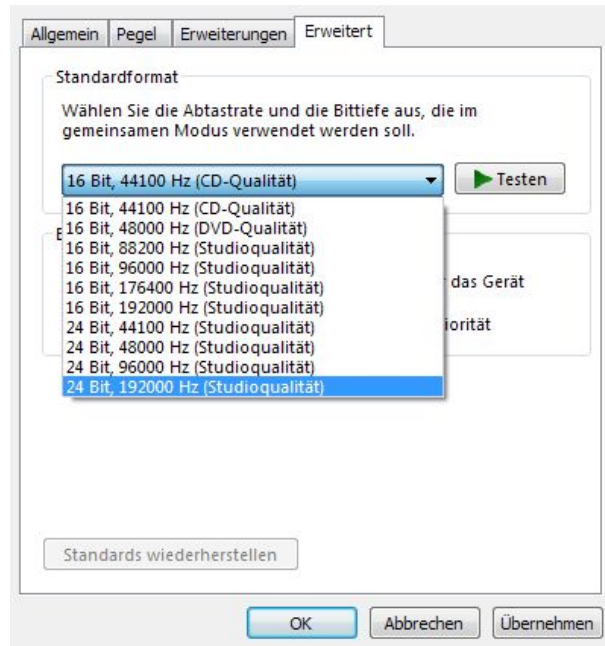 Allgemein Pegel Erweiterungen Erweitert
Standardformat
Wählen Sie die Abtastrate und die Bittiefe aus, die im
gemeinsamen Modus verwendet werden soll.
16 Bit, 44100 Hz (CD-Qualität) Testen
16 Bit, 44100 Hz (CD-Qualität)
16 Bit, 48000 Hz (DVD-Qualität)
16 Bit, 88200 Hz (Studioqualität)
16 Bit, 96000 Hz (Studioqualität)
16 Bit, 176400 Hz (Studioqualität)
das Gerät
16 Bit, 192000 Hz (Studioqualität)
24 Bit, 44100 Hz (Studioqualität)
24 Bit, 48000 Hz (Studioqualität)
24 Bit, 96000 Hz (Studioqualität)
24 Bit, 192000 Hz (Studioqualität)
Standards wiederherstellen
OK Abbrechen Übernehmen